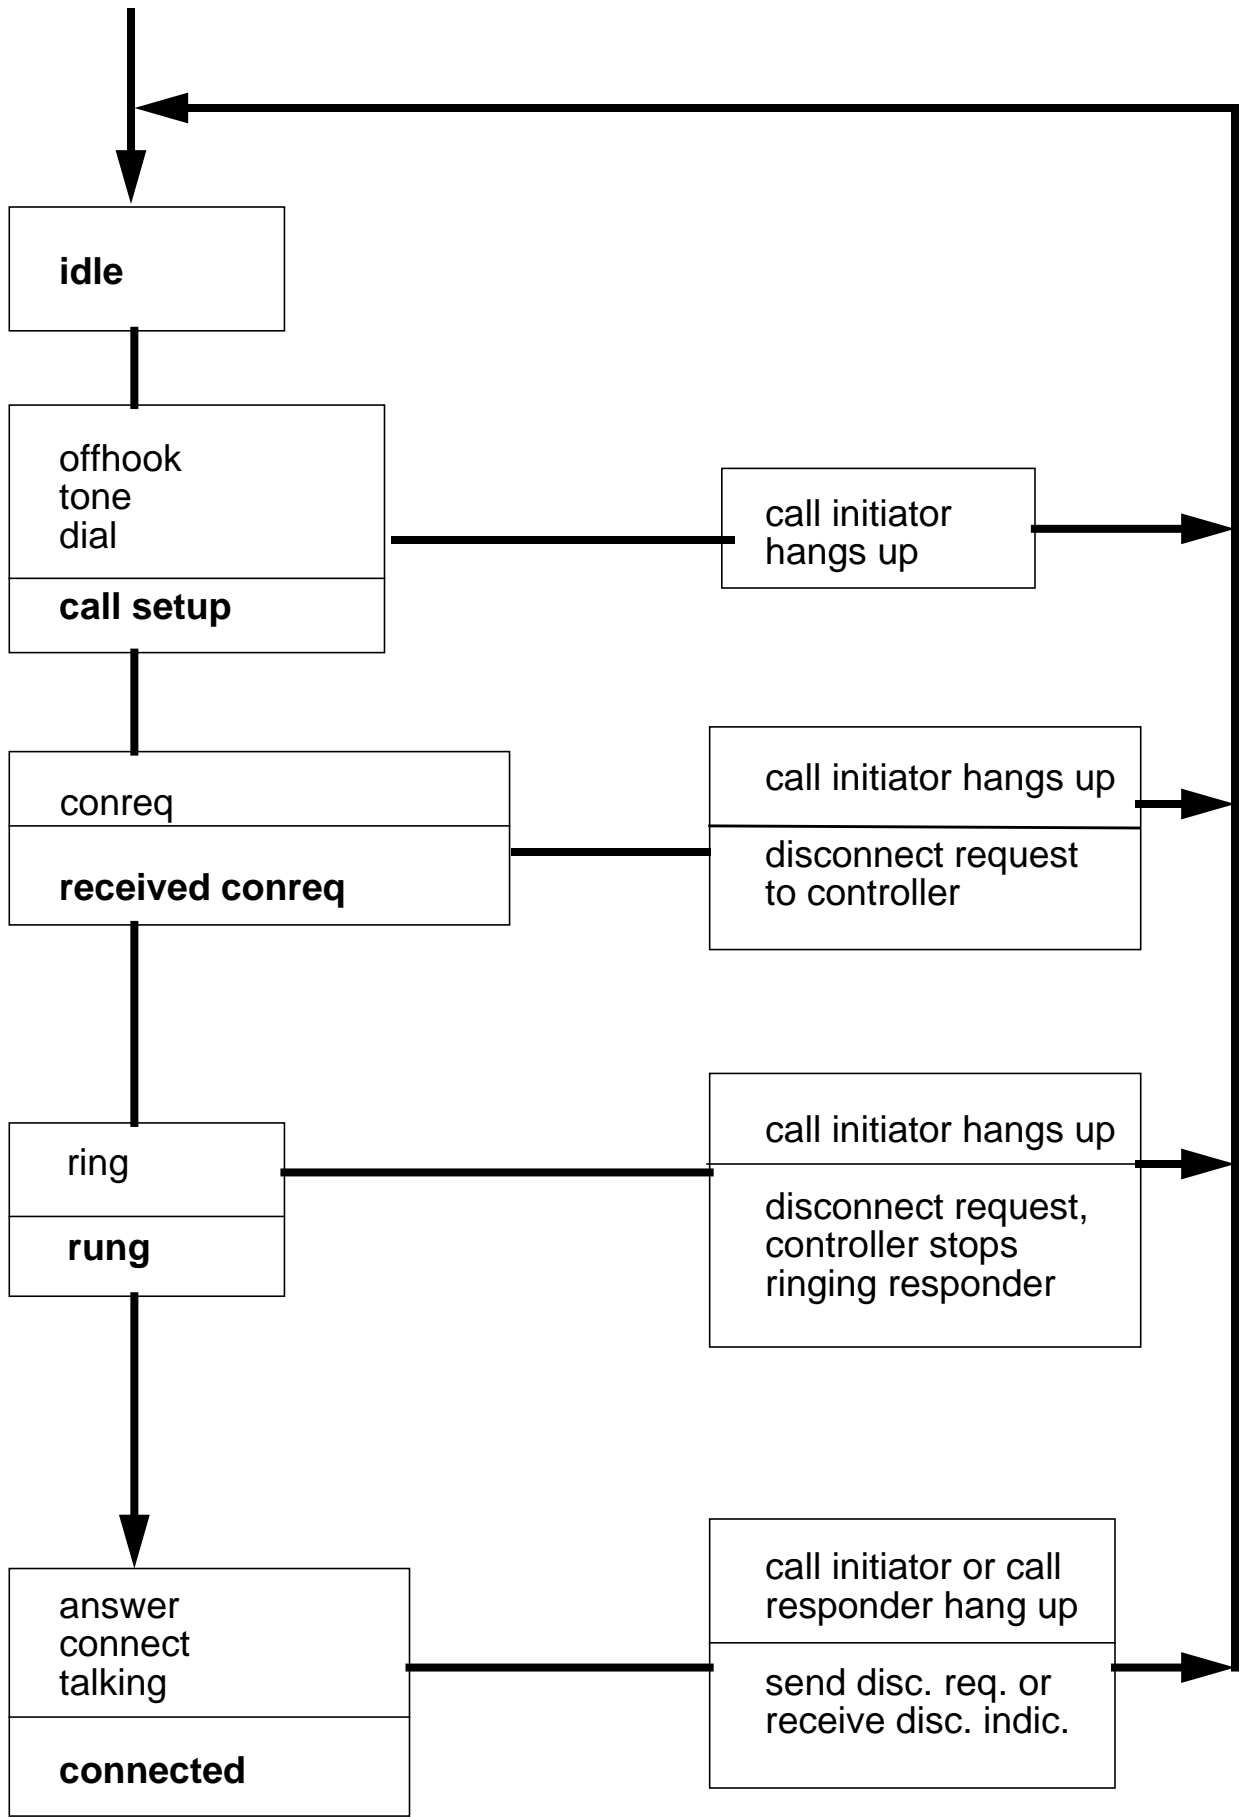 idle
offhook
tone
dial
call setup
call initiator
hangs up
conreq
received conreq
call initiator hangs up
disconnect request
to controller
ring
rung
call initiator hangs up
disconnect request,
controller stops
ringing responder
answer
connect
talking
connected
call initiator or call
responder hang up
send disc. req. or
receive disc. indic.